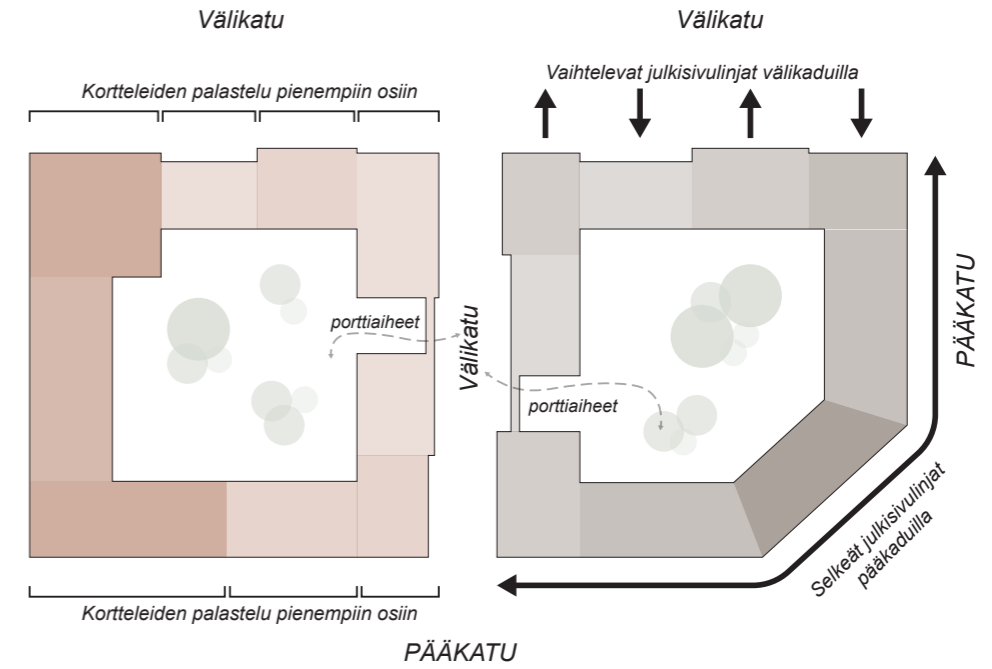 Välikatu
Välikatu
Kortteleiden palastelu pienempiin osiin
Vaihtelevat julkisivulinjat välikaduilla
porttiaiheet
Välikatu
porttiaiheet
PÄÄKATU
Selkeät julkisivulinjat
pääkaduilla
Kortteleiden palastelu pienempiin osiin
PÄÄKATU